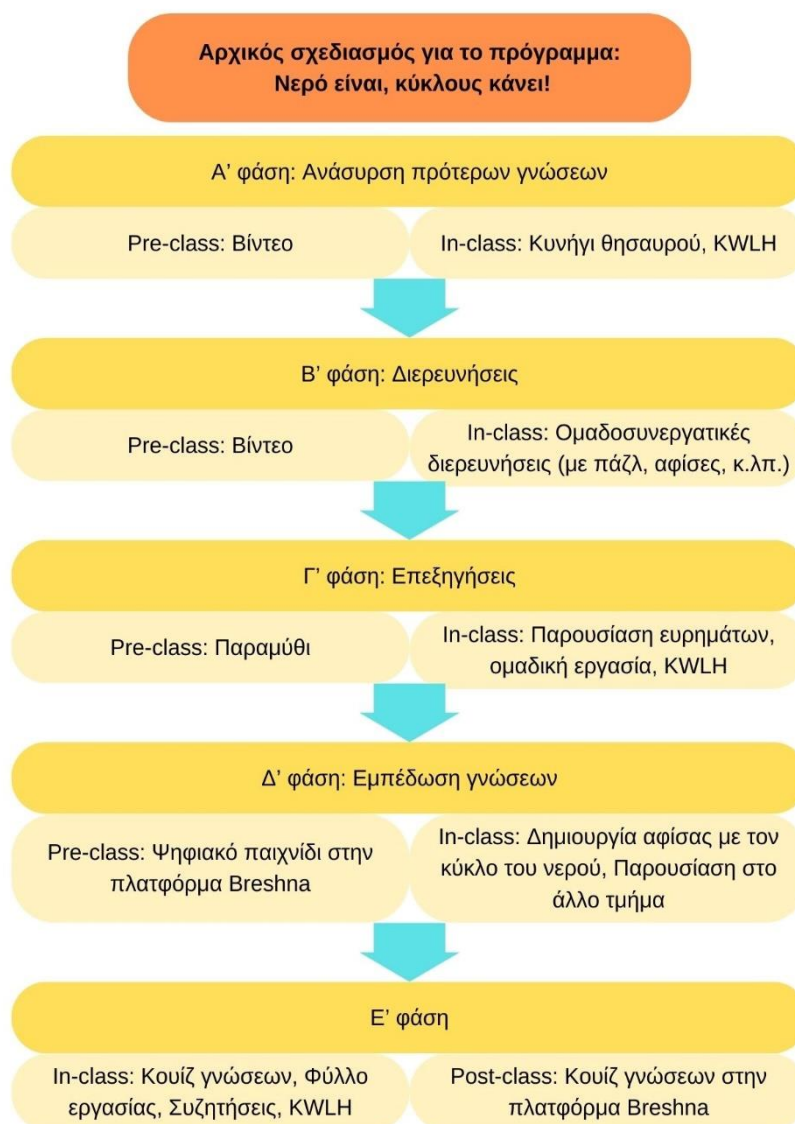 Αρχικός σχεδιασμός για το πρόγραμμα:
Νερό είναι, κύκλους κάνει!
Α’ φάση: Ανάσυρση πρότερων γνώσεων
Pre-class: Βίντεο
In-class: Κυνήγι θησαυρού, KWLH
Β’ φάση: Διερευνήσεις
Pre-class: Βίντεο
In-class: Ομαδοσυνεργατικές
διερευνήσεις (με πάζλ, αφίσες, κ.λπ.)
Γ’ φάση: Επεξηγήσεις
Pre-class: Παραμύθι
In-class: Παρουσίαση ευρημάτων,
ομαδική εργασία, KWLH
Δ’ φάση: Εμπέδωση γνώσεων
Pre-class: Ψηφιακό παιχνίδι στην
πλατφόρμα Breshna
In-class: Δημιουργία αφίσας με τον
κύκλο του νερού, Παρουσίαση στο
άλλο τμήμα
Ε’ φάση
In-class: Κουίζ γνώσεων, Φύλλο
εργασίας, Συζητήσεις, KWLH
Post-class: Κουίζ γνώσεων στην
πλατφόρμα Breshna